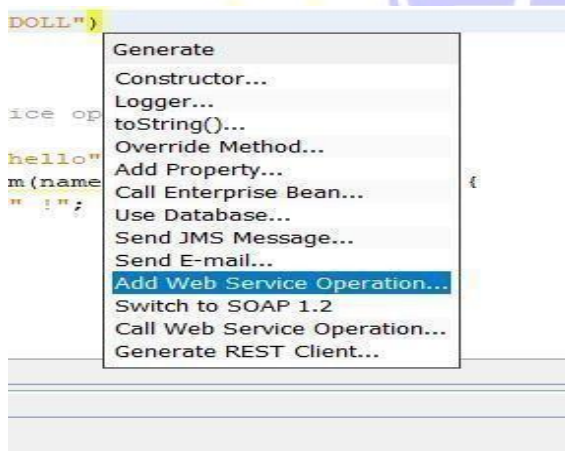 DOLL")
Generate
Constructor...
Logger...
ice op
toString()...
Override Method...
hello"
Add Property...
m(name
Call Enterprise Bean...
{
" !";
Use Database...
Send JMS Message...
Send E-mail...
Add Web Service Operation...
Switch to SOAP 1.2
Call Web Service Operation...
Generate REST Client...